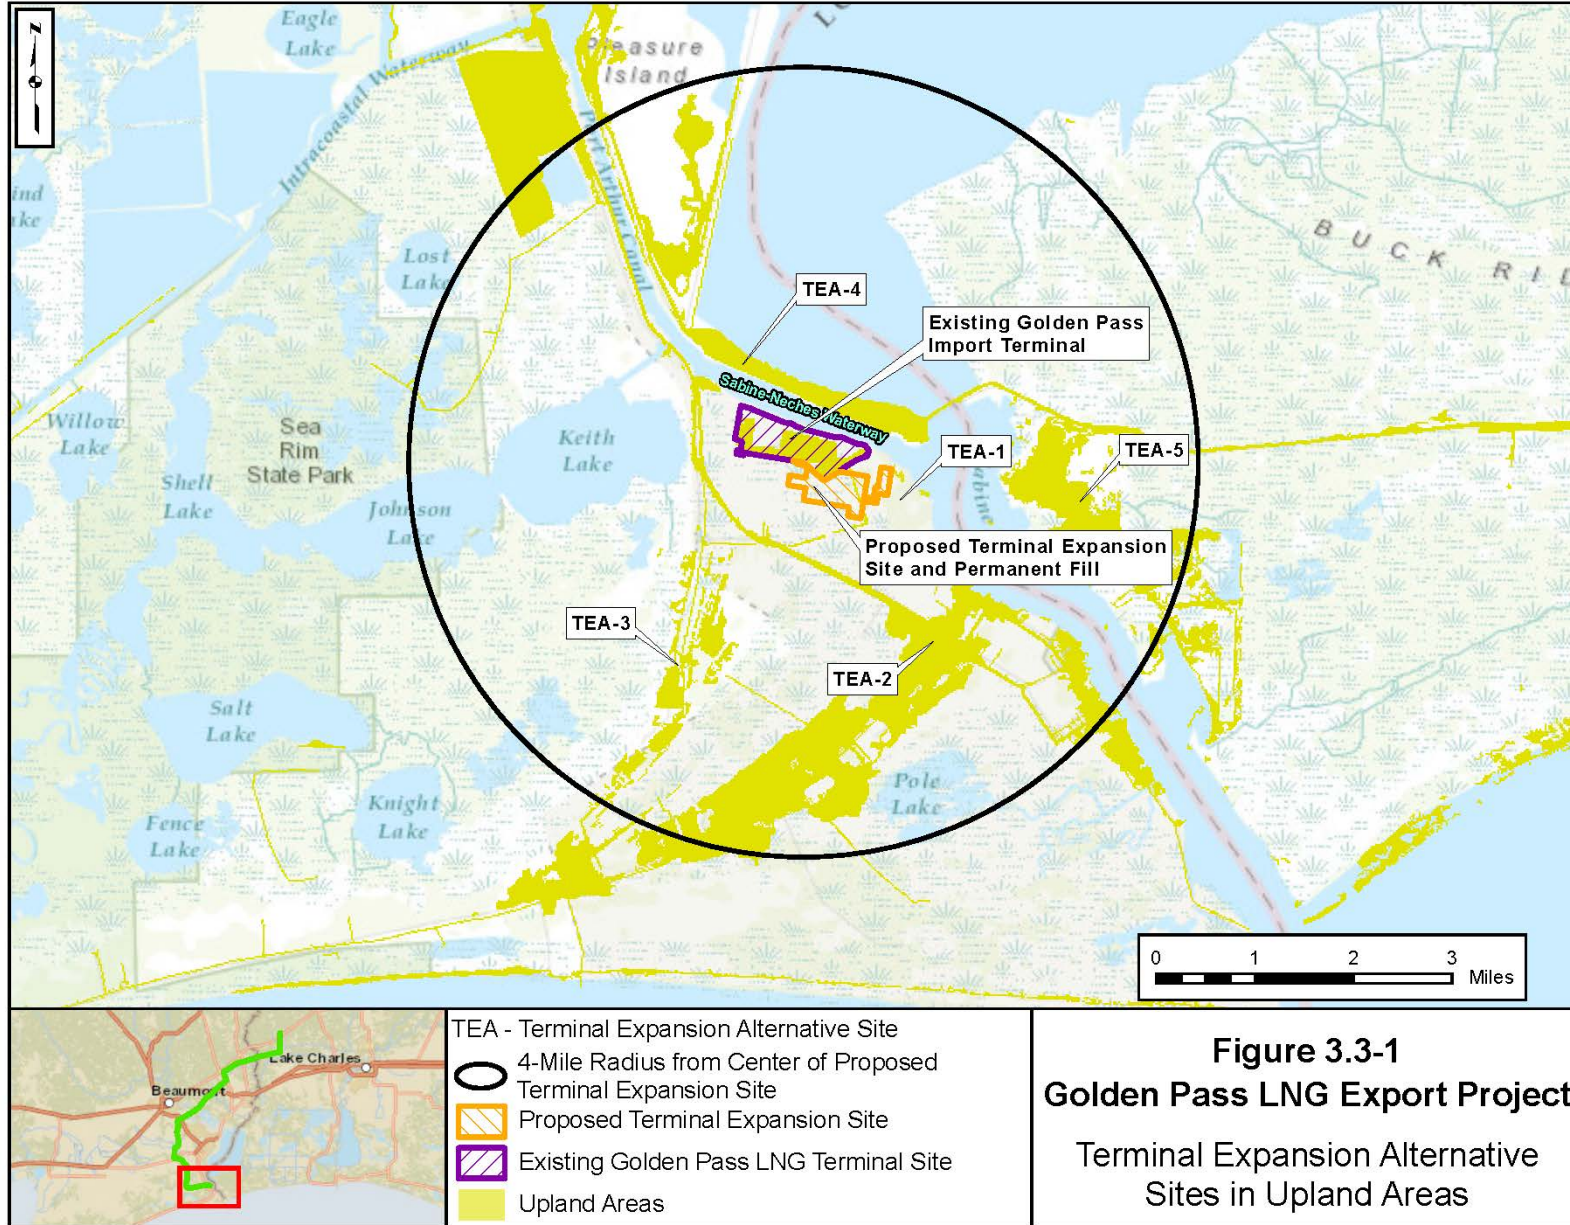 N
Eagle
Lake
Pleasure
Island
Intracoastal Waterway
Port Arthur Canal
Lost
Lake
BUCK RID
TEA-4
Existing Golden Pass
Import Terminal
Sabine-Neches Waterway
Willow
Lake
Sea
Rim
State Park
Keith
Lake
TEA-1
TEA-5
Shell
Lake
Johnson
Lake
Sabine
Proposed Terminal Expansion
Site and Permanent Fill
TEA-3
TEA-2
Salt
Lake
Pole
Lake
Knight
Lake
Fence
Lake
0 1 2 3
Miles
Lake Charles
Beaumont
TEA - Terminal Expansion Alternative Site
4-Mile Radius from Center of Proposed
Terminal Expansion Site
Proposed Terminal Expansion Site
Existing Golden Pass LNG Terminal Site
Upland Areas
Figure 3.3-1
Golden Pass LNG Export Project
Terminal Expansion Alternative
Sites in Upland Areas